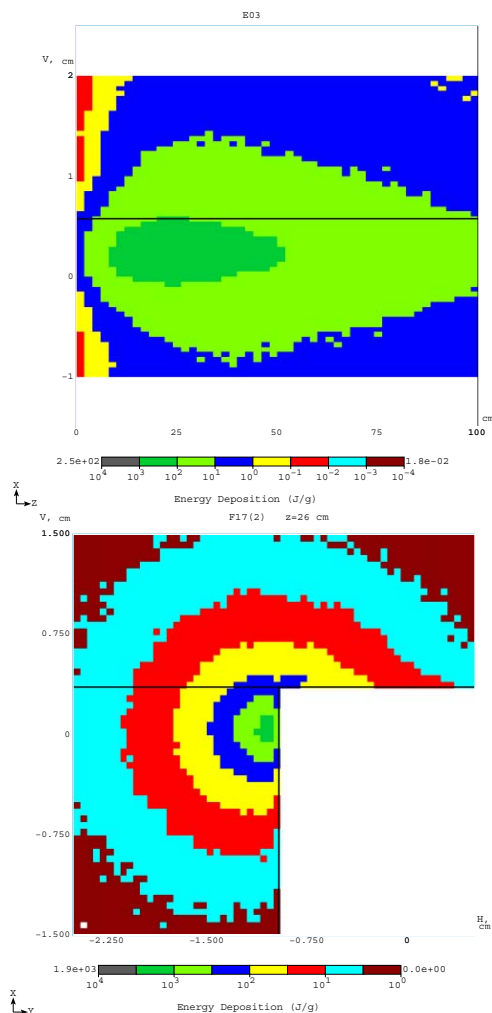 E03
V, cm
2
1
0
−1
cm
0 25 50 75 100
2.5e+02 1.8e-02
10^4 10^3 10^2 10^1 10^0 10^-1 10^-2 10^-3 10^-4
X
Z
Energy Deposition (J/g)
V, cm F17(2) z=26 cm
1.500
0.750
0
−0.750
−1.500
H, cm
−2.250 −1.500 −0.750 0
1.9e+03 0.0e+00
10^4 10^3 10^2 10^1 10^0
X
Y
Energy Deposition (J/g)